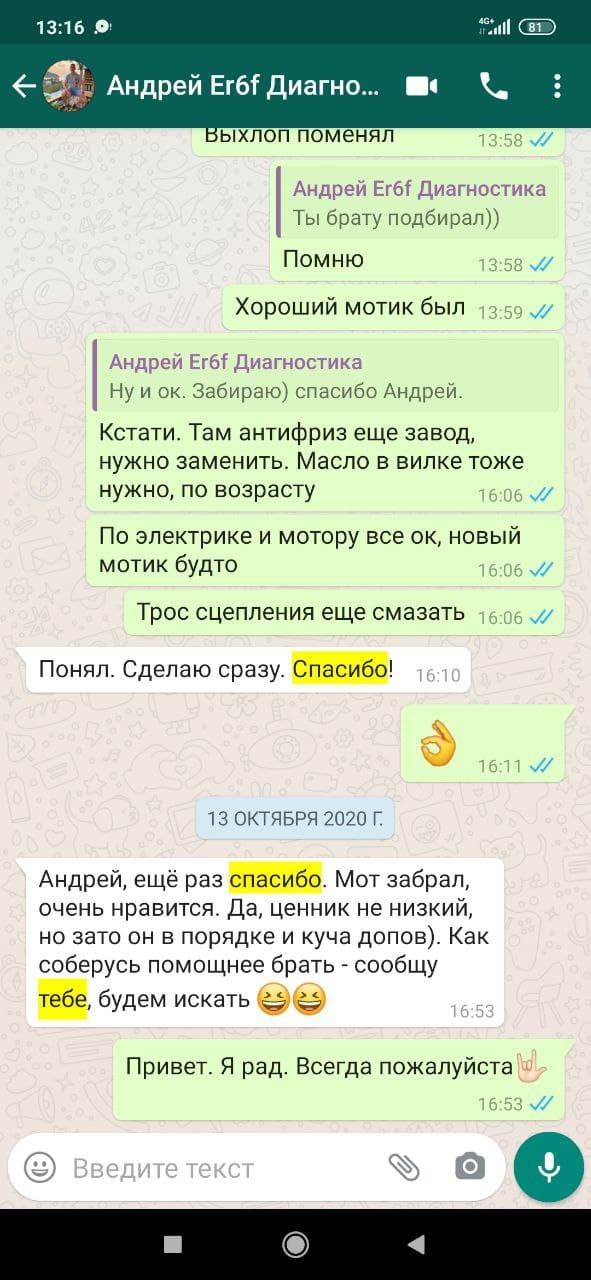 13:16
4G+
81
Андрей Er6f Диагно...
Выхлоп поменял
13:58
Андрей Er6f Диагностика
Ты брату подбирал))
Помню
13:58
Хороший мотик был
13:59
Андрей Er6f Диагностика
Ну и ок. Забираю) спасибо Андрей.
Кстати. Там антифриз еще завод,
нужно заменить. Масло в вилке тоже
нужно, по возрасту
16:06
По электрике и мотору все ок, новый
мотик будто
16:06
Трос сцепления еще смазать
16:06
Понял. Сделаю сразу. Спасибо!
16:10
👌
16:11
13 ОКТЯБРЯ 2020 Г.
Андрей, ещё раз спасибо. Мот забрал,
очень нравится. Да, ценник не низкий,
но зато он в порядке и куча допов). Как
соберусь помощнее брать - сообщу
тебе, будем искать 😆😆
16:53
Привет. Я рад. Всегда пожалуйста🤟🏻
16:53
Введите текст